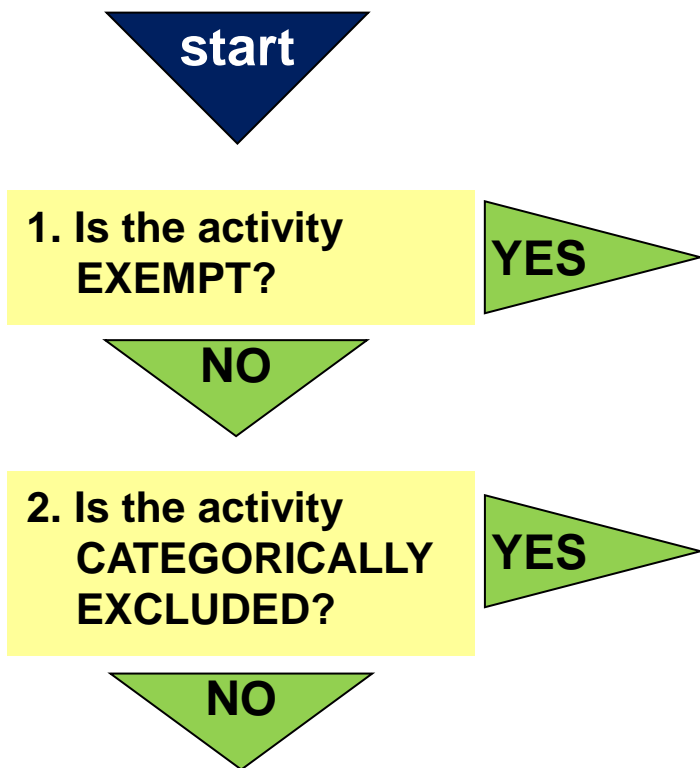 start
1. Is the activity
EXEMPT?
YES
NO
2. Is the activity
CATEGORICALLY
EXCLUDED?
YES
NO